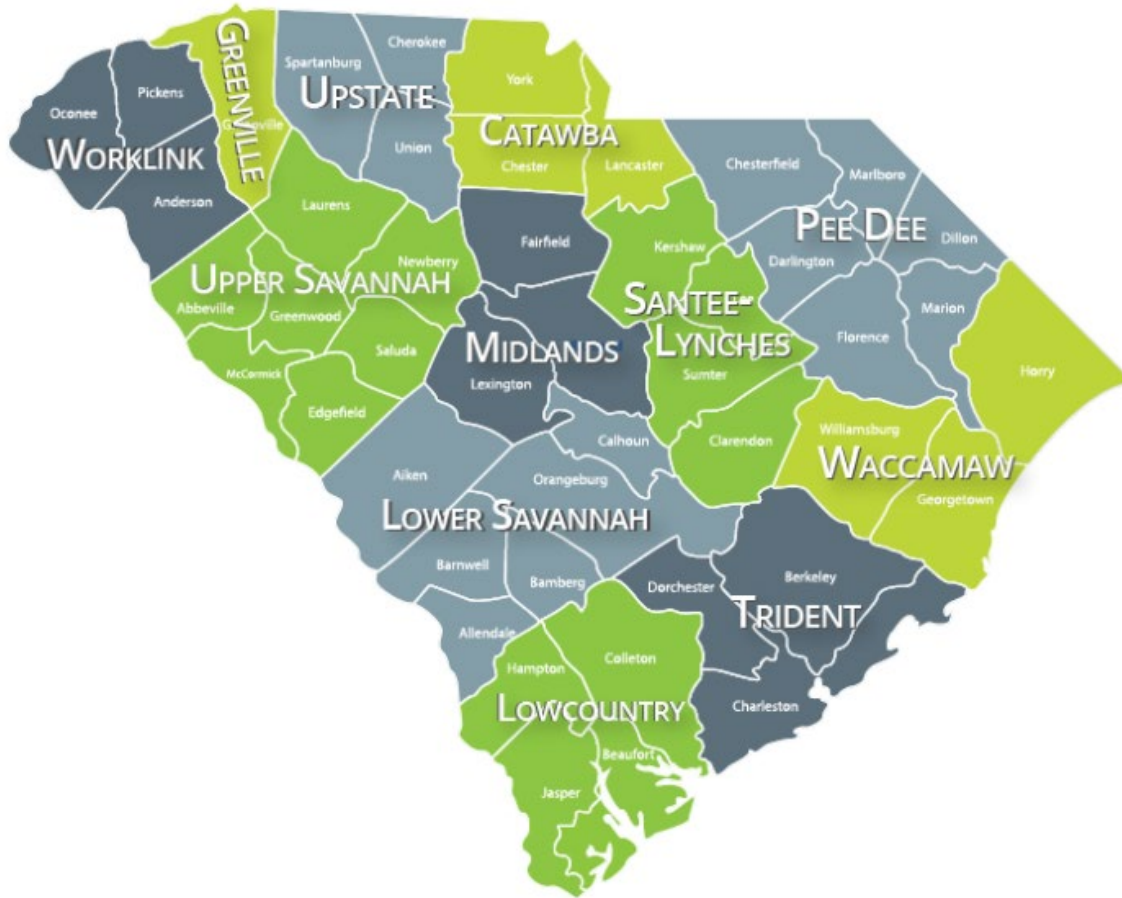 GREENVILLE
Cherokee
Spartanburg
UPSTATE
York
Pickens
Oconee
Union
CATAWBA
WORKLINK
Chester
Lancaster
Chesterfield
Marlboro
Anderson
Laurens
PEE DEE
Fairfield
Kershaw
Dillon
Newberry
Darlington
UPPER SAVANNAH
Abbeville
Greenwood
SANTEE-
LYNCHES
Marion
Florence
MIDLANDS
Saluda
McCormick
Sumter
Horry
Lexington
Edgefield
Calhoun
Clarendon
Williamsburg
WACCAMAW
Aiken
Orangeburg
Georgetown
LOWER SAVANNAH
Barnwell
Bamberg
Dorchester
Berkeley
TRIDENT
Allendale
Hampton
Colleton
LOWCOUNTRY
Charleston
Beaufort
Jasper